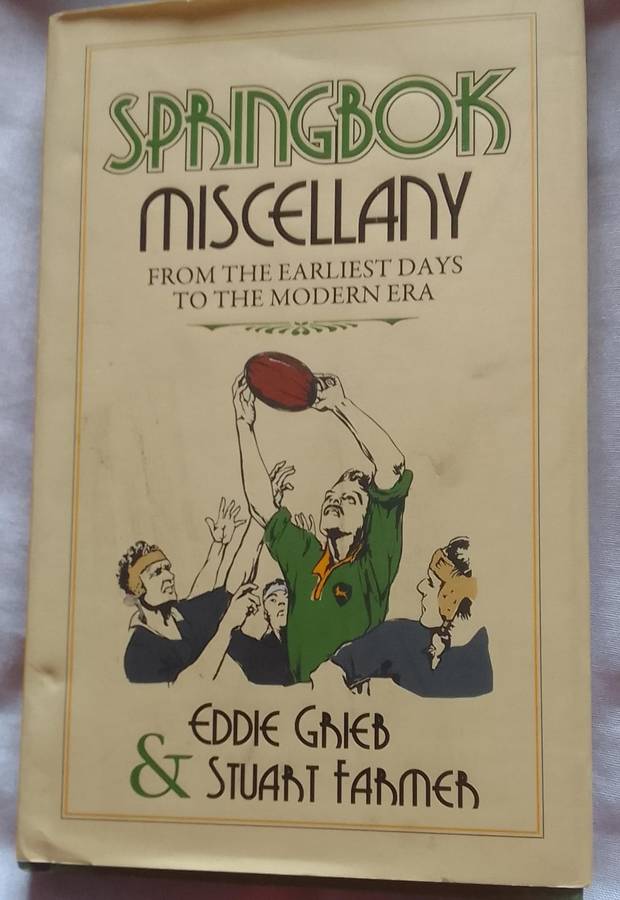 SPRINGBOK
MISCELLANY
FROM THE EARLIEST DAYS
TO THE MODERN ERA
EDDIE GRIEB
& STUART FARMER